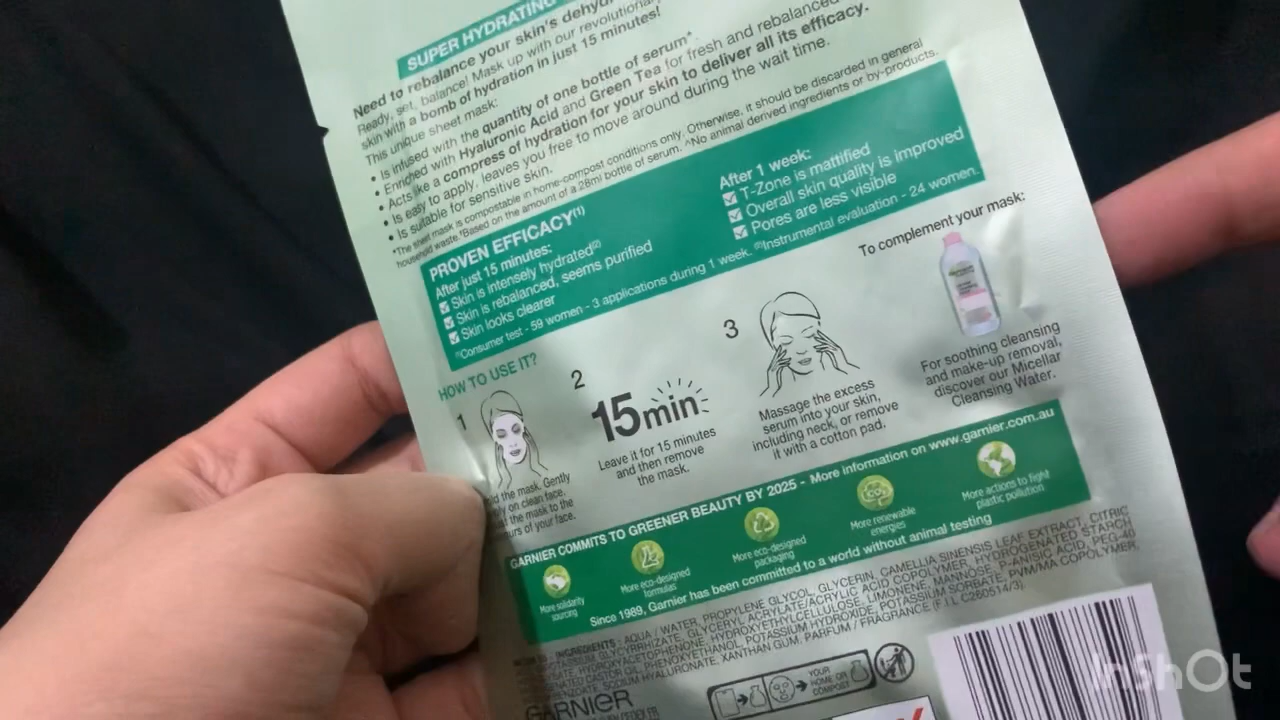 SUPER HYDRATING
Need to rebalance your skin's
Ready, set, balance! Mask up with our
skin with a bomb of hydration in just 15 minutes!
This unique sheet mask:
• Is infused with the quantity of one bottle of serum*.
• Enriched with Hyaluronic Acid and Green Tea for fresh and rebalanced
• Acts like a compress of hydration for your skin to deliver all its efficacy.
• Is easy to apply, leaves you free to move around during the wait time.
• Is suitable for sensitive skin.
*The sheet mask is compostable in home-compost conditions only. Otherwise, it should be discarded in general
household waste. *Based on the amount of a 28ml bottle of serum. ^No animal derived ingredients or by-products.
PROVEN EFFICACY(1)
After just 15 minutes:
Skin is intensely hydrated(2)
Skin is rebalanced, seems purified
Skin looks clearer
After 1 week:
T-Zone is mattified
Overall skin quality is improved
Pores are less visible
(1)Consumer test - 59 women - 3 applications during 1 week. (2)Instrumental evaluation - 24 women.
HOW TO USE IT?
1
the mask. Gently
on clean face.
the mask to the
of your face.
2
15 min
Leave it for 15 minutes
and then remove
the mask.
3
Massage the excess
serum into your skin,
including neck, or remove
it with a cotton pad.
To complement your mask:
For soothing cleansing
and make-up removal,
discover our Micellar
Cleansing Water.
GARNIER COMMITS TO GREENER BEAUTY BY 2025 - More information on www.garnier.com.au
More solidarity
sourcing
More eco-designed
formulas
More eco-designed
packaging
CO2
More renewable
energies
More actions to fight
plastic pollution
Since 1989, Garnier has been committed to a world without animal testing
INGREDIENTS : AQUA / WATER, PROPYLENE GLYCOL, GLYCERIN, CAMELLIA SINENSIS LEAF EXTRACT, CITRIC
GLYCYRRHIZATE, GLYCERYL ACRYLATE/ACRYLIC ACID COPOLYMER, HYDROGENATED STARCH
HYDROXYACETOPHENONE, HYDROXYETHYLCELLULOSE, LIMONENE, MANNOSE, P-ANISIC ACID, PEG-40
CASTOR OIL, PHENOXYETHANOL, POTASSIUM HYDROXIDE, POTASSIUM SORBATE, PVM/MA COPOLYMER,
SODIUM HYALURONATE, XANTHAN GUM, PARFUM / FRAGRANCE (F.I.L. C260514/3).
GARNIER
YOUR
HOME OR
COMPOST
InShOt